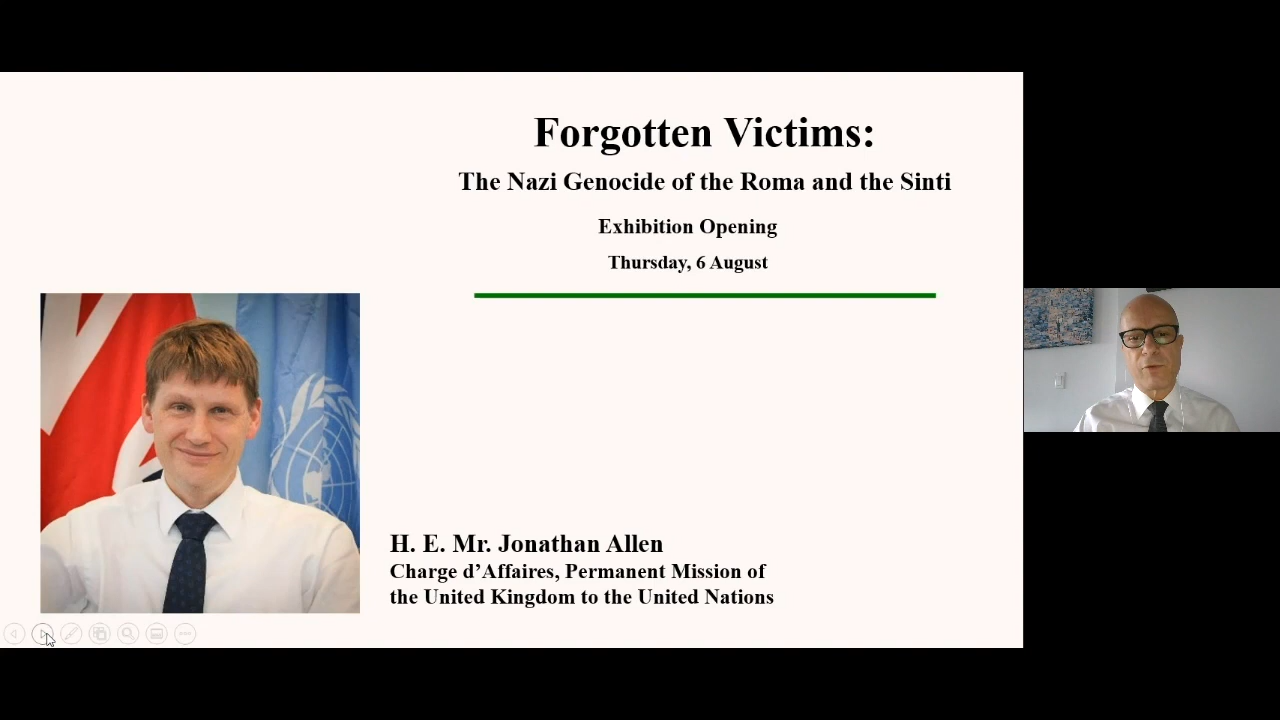 Forgotten Victims:
The Nazi Genocide of the Roma and the Sinti
Exhibition Opening
Thursday, 6 August
H. E. Mr. Jonathan Allen
Charge d’Affaires, Permanent Mission of
the United Kingdom to the United Nations